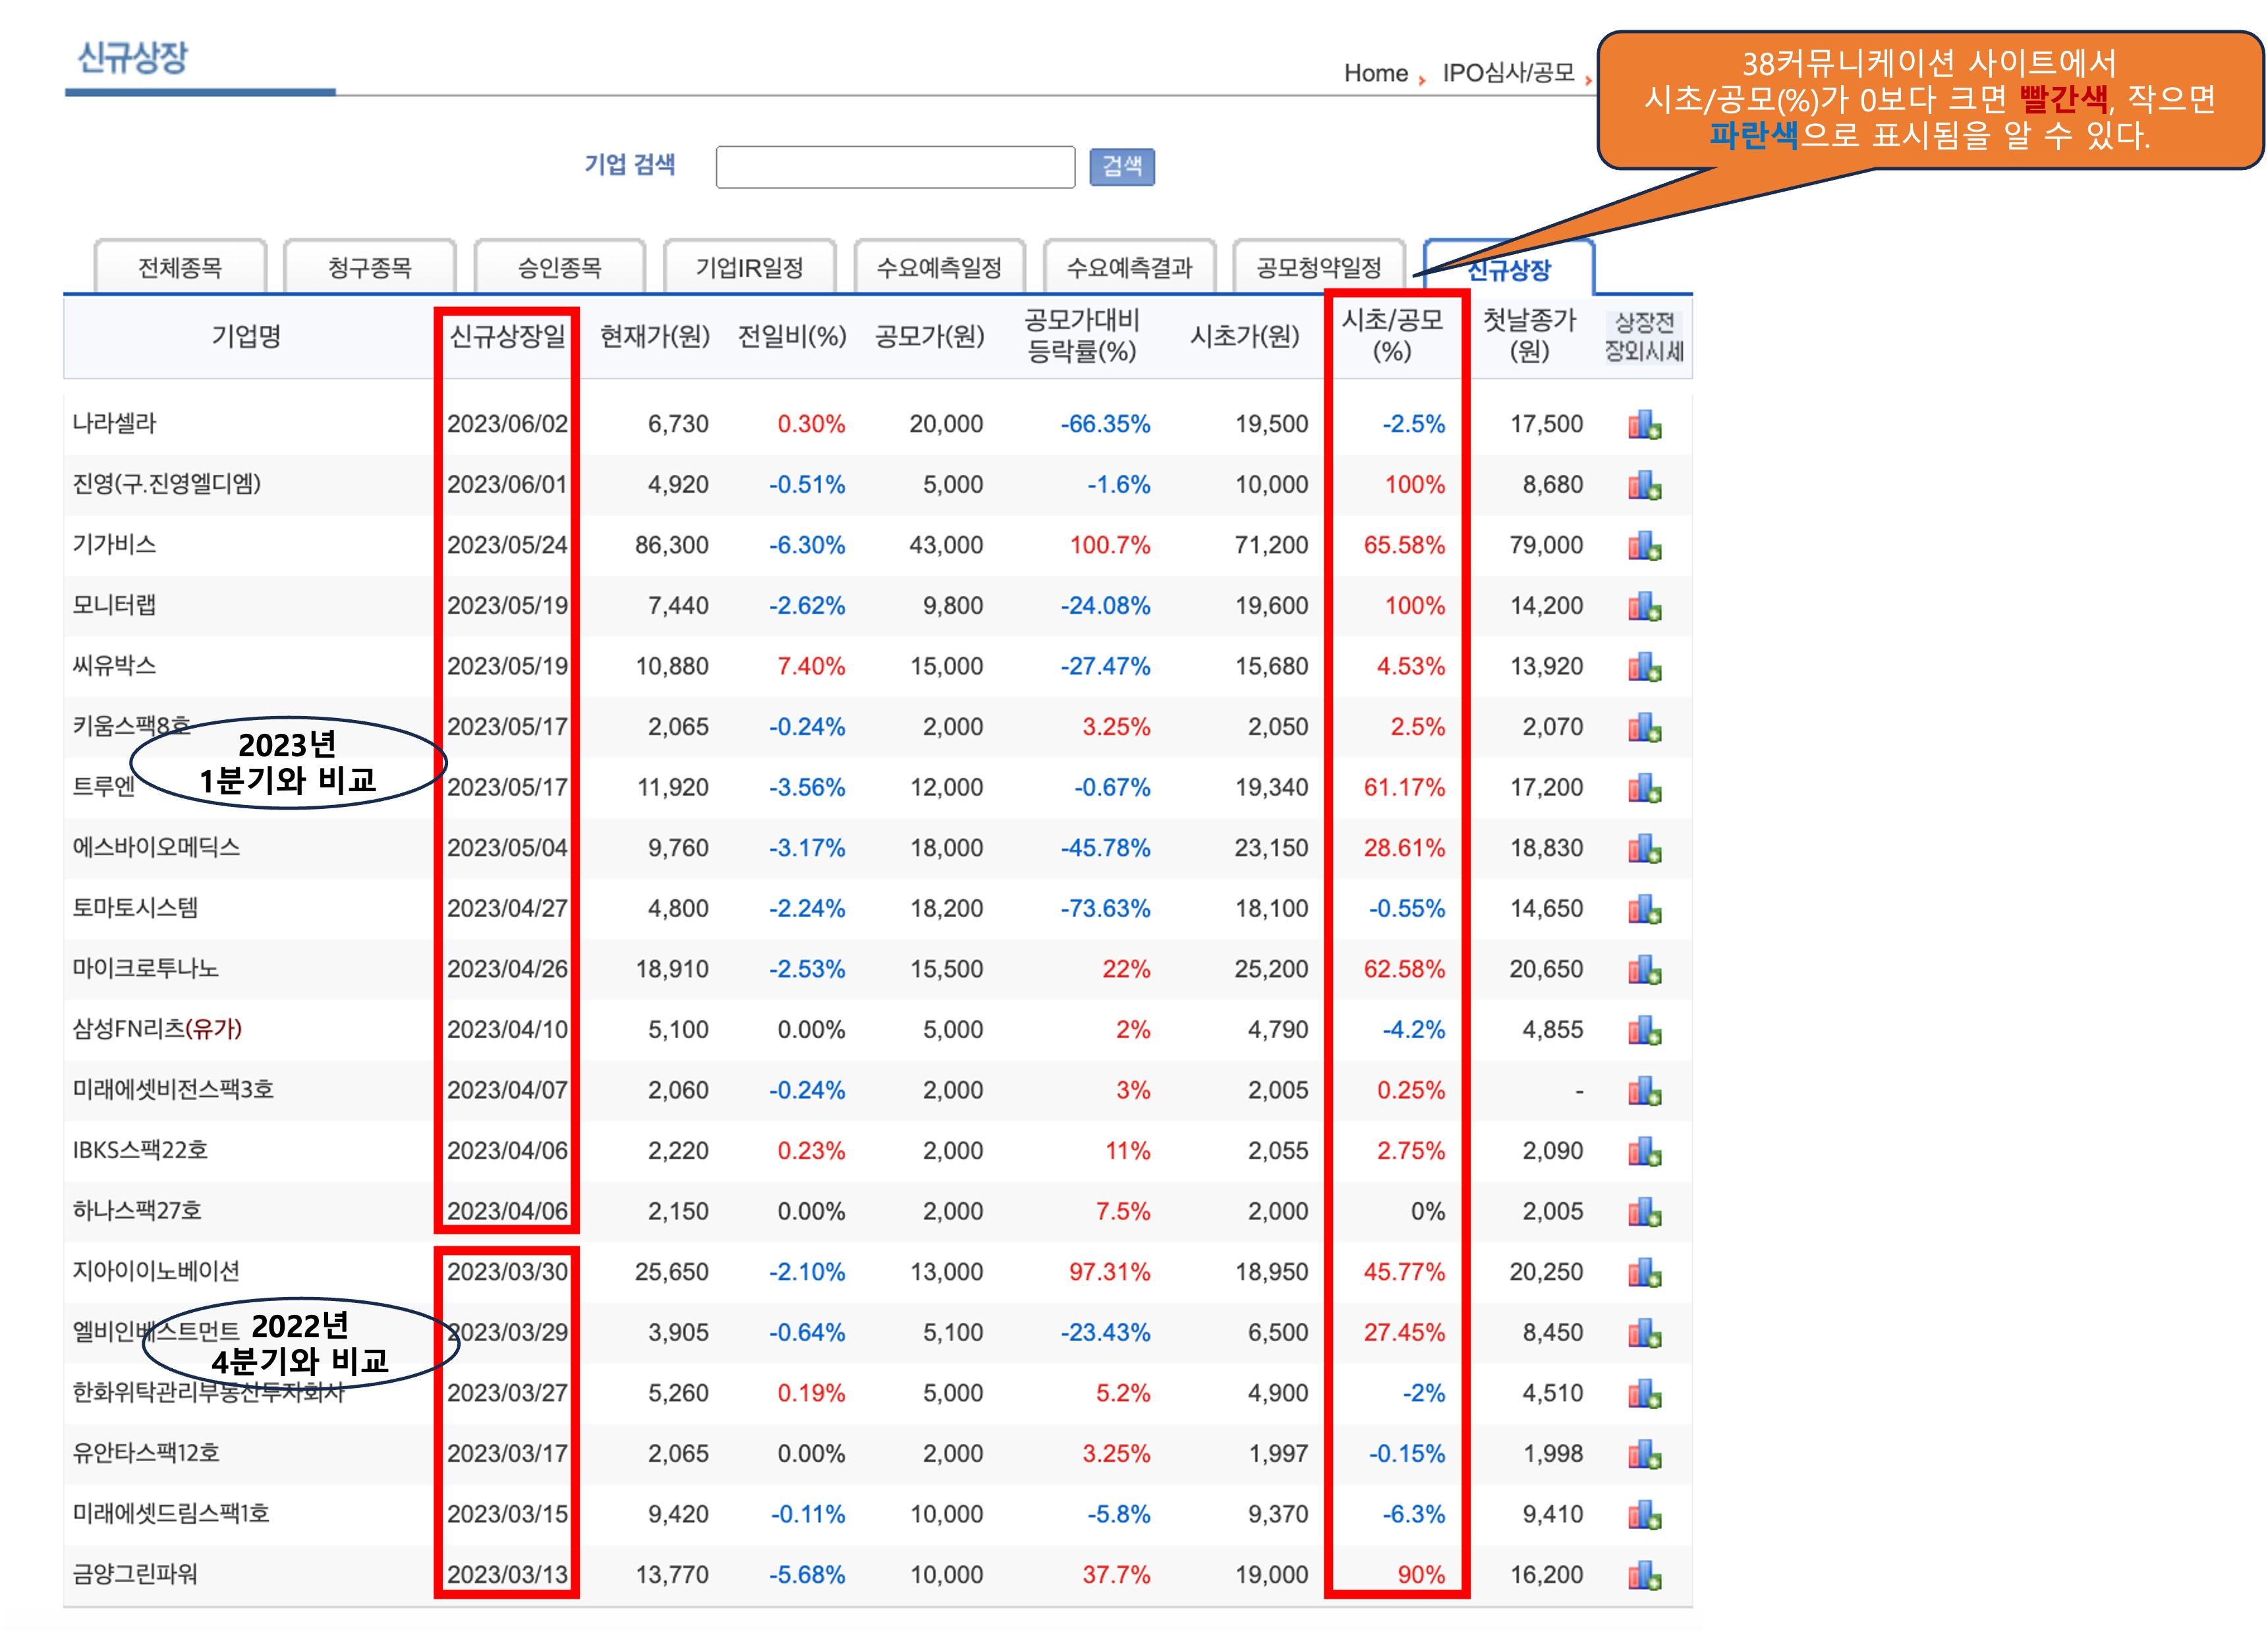 신규상장
Home IPO심사/공모
38커뮤니케이션 사이트에서
시초/공모(%)가 0보다 크면 빨간색, 작으면
파란색으로 표시됨을 알 수 있다.
기업 검색 검색
전체종목 청구종목 승인종목 기업IR일정 수요예측일정 수요예측결과 공모청약일정 신규상장
기업명 신규상장일 현재가(원) 전일비(%) 공모가(원) 공모가대비 등락률(%) 시초가(원) 시초/공모 (%) 첫날종가 (원) 상장전 장외시세
나라셀라 2023/06/02 6,730 0.30% 20,000 -66.35% 19,500 -2.5% 17,500
진영(구.진영엘디엠) 2023/06/01 4,920 -0.51% 5,000 -1.6% 10,000 100% 8,680
기가비스 2023/05/24 86,300 -6.30% 43,000 100.7% 71,200 65.58% 79,000
모니터랩 2023/05/19 7,440 -2.62% 9,800 -24.08% 19,600 100% 14,200
씨유박스 2023/05/19 10,880 7.40% 15,000 -27.47% 15,680 4.53% 13,920
키움스팩8호 2023/05/17 2,065 -0.24% 2,000 3.25% 2,050 2.5% 2,070
2023년
1분기와 비교
트루엔 2023/05/17 11,920 -3.56% 12,000 -0.67% 19,340 61.17% 17,200
에스바이오메딕스 2023/05/04 9,760 -3.17% 18,000 -45.78% 23,150 28.61% 18,830
토마토시스템 2023/04/27 4,800 -2.24% 18,200 -73.63% 18,100 -0.55% 14,650
마이크로투나노 2023/04/26 18,910 -2.53% 15,500 22% 25,200 62.58% 20,650
삼성FN리츠(유가) 2023/04/10 5,100 0.00% 5,000 2% 4,790 -4.2% 4,855
미래에셋비전스팩3호 2023/04/07 2,060 -0.24% 2,000 3% 2,005 0.25% -
IBKS스팩22호 2023/04/06 2,220 0.23% 2,000 11% 2,055 2.75% 2,090
하나스팩27호 2023/04/06 2,150 0.00% 2,000 7.5% 2,000 0% 2,005
지아이이노베이션 2023/03/30 25,650 -2.10% 13,000 97.31% 18,950 45.77% 20,250
엘비인베스트먼트 2023/03/29 3,905 -0.64% 5,100 -23.43% 6,500 27.45% 8,450
2022년
4분기와 비교
한화위탁관리부동산투자회사 2023/03/27 5,260 0.19% 5,000 5.2% 4,900 -2% 4,510
유안타스팩12호 2023/03/17 2,065 0.00% 2,000 3.25% 1,997 -0.15% 1,998
미래에셋드림스팩1호 2023/03/15 9,420 -0.11% 10,000 -5.8% 9,370 -6.3% 9,410
금양그린파워 2023/03/13 13,770 -5.68% 10,000 37.7% 19,000 90% 16,200